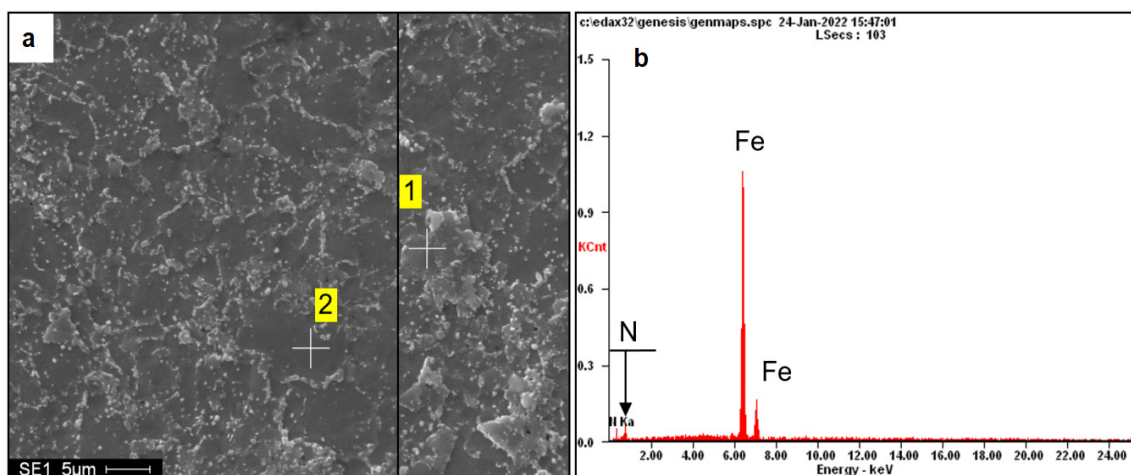 a
1
2
SE1 5µm
c:\edax32\genesis\genmaps.spc 24-Jan-2022 15:47:01
LSecs : 103
b
1.5
1.2
0.9
KCnt
0.6
0.3
0.0
Fe
Fe
N
N Ka
2.00 4.00 6.00 8.00 10.00 12.00 14.00 16.00 18.00 20.00 22.00 24.00
Energy - keV